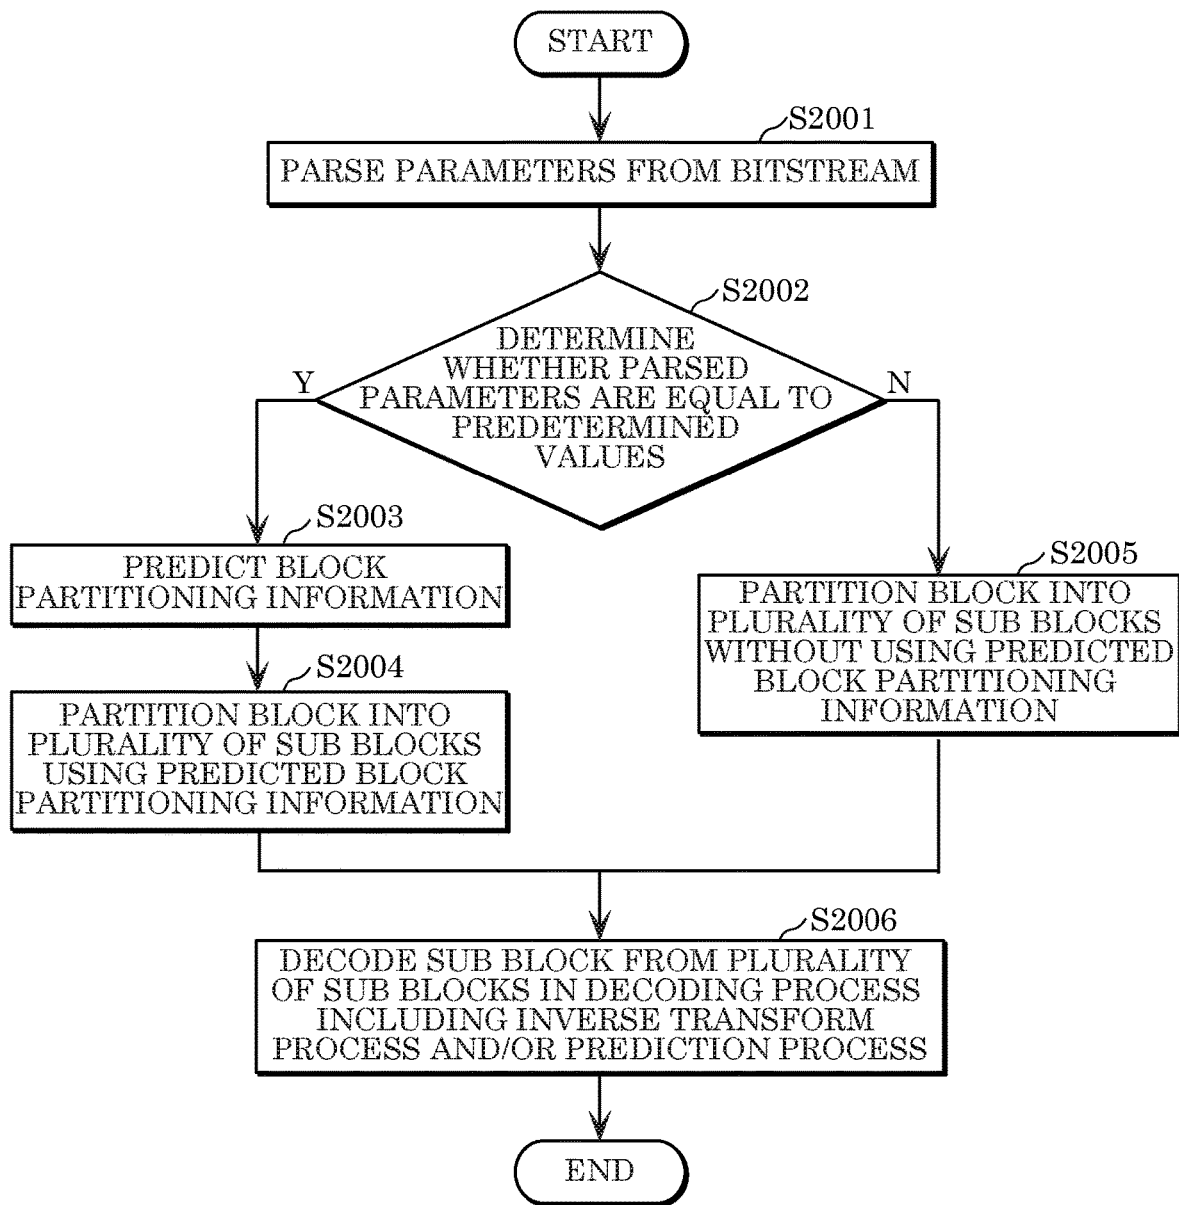 START
S2001
PARSE PARAMETERS FROM BITSTREAM
S2002
DETERMINE
WHETHER PARSED
PARAMETERS ARE EQUAL TO
PREDETERMINED
VALUES
Y
N
S2003
PREDICT BLOCK
PARTITIONING INFORMATION
S2004
PARTITION BLOCK INTO
PLURALITY OF SUB BLOCKS
USING PREDICTED BLOCK
PARTITIONING INFORMATION
S2005
PARTITION BLOCK INTO
PLURALITY OF SUB BLOCKS
WITHOUT USING PREDICTED
BLOCK PARTITIONING
INFORMATION
S2006
DECODE SUB BLOCK FROM PLURALITY
OF SUB BLOCKS IN DECODING PROCESS
INCLUDING INVERSE TRANSFORM
PROCESS AND/OR PREDICTION PROCESS
END